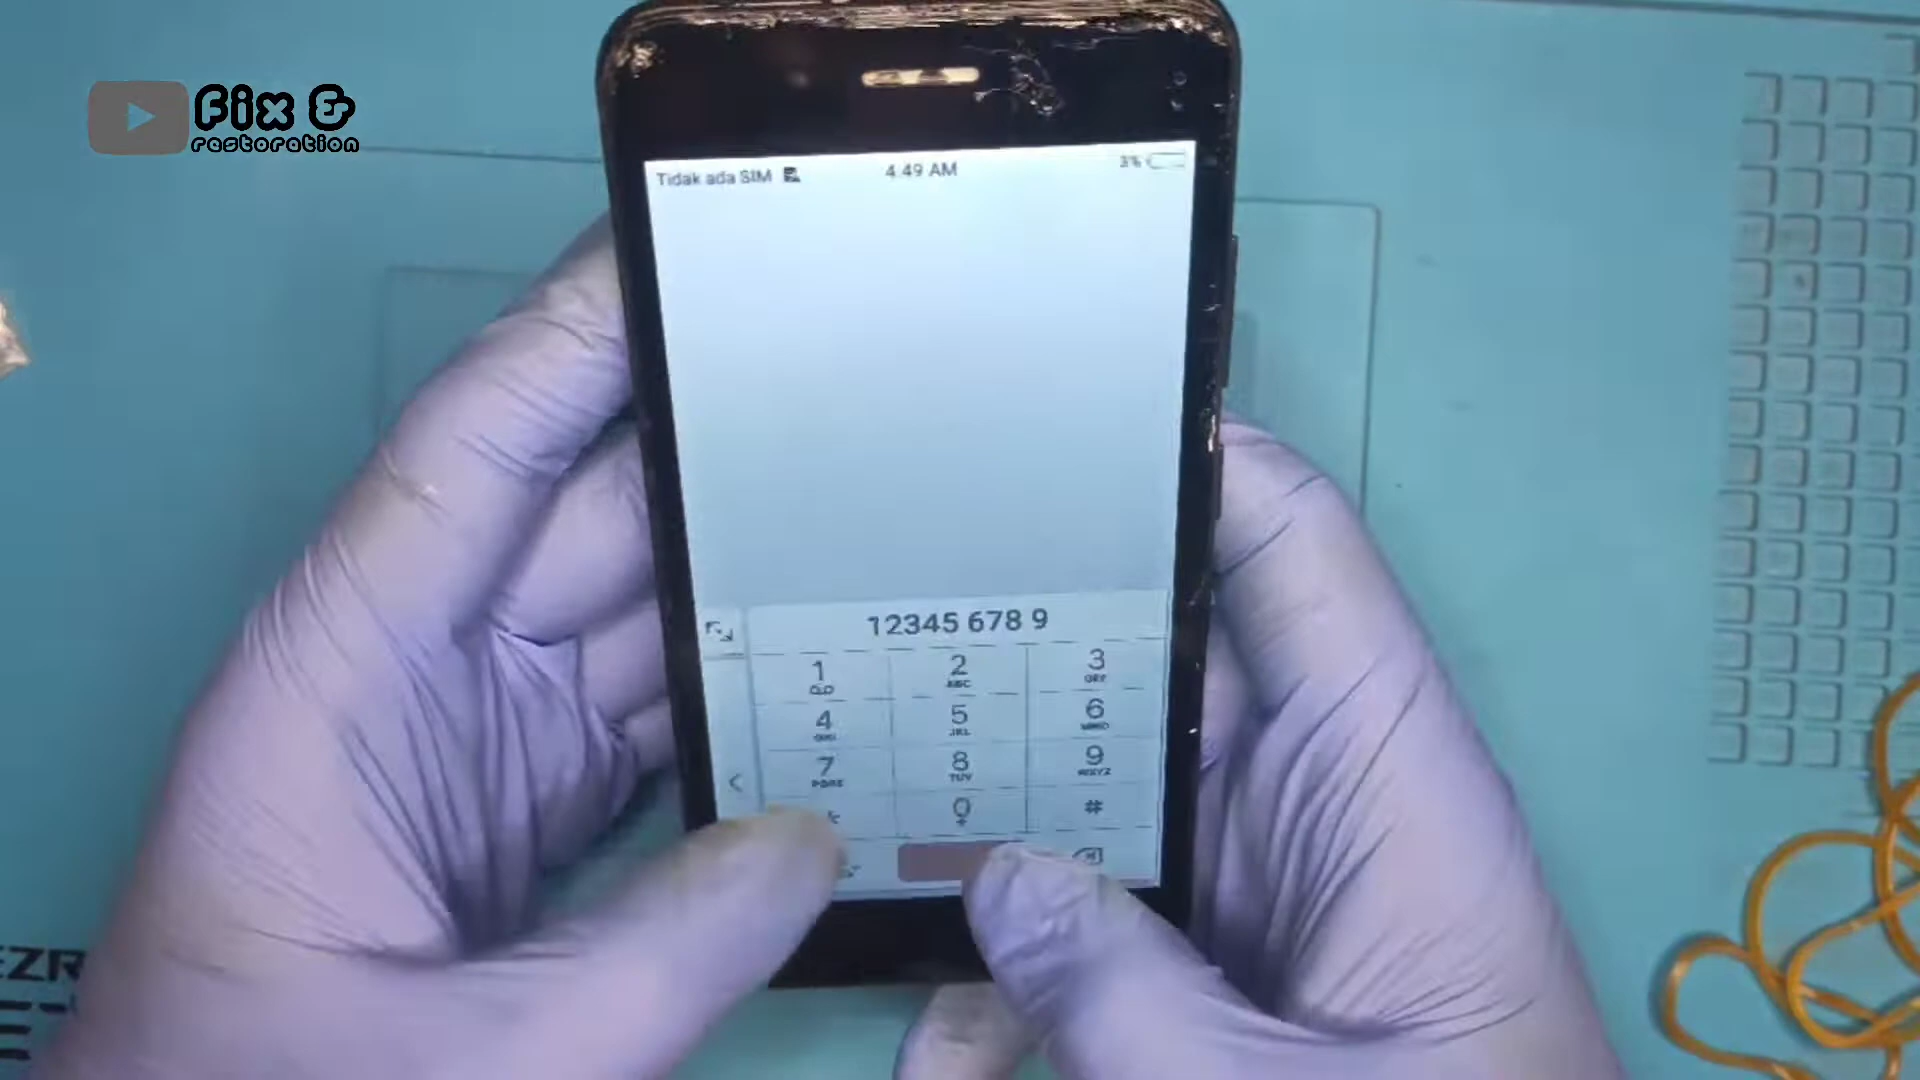 Fix &
restoration
Tidak ada SIM 4:49 AM 3%
12345 678 9
1 2 3
ABC DEF
4 5 6
GHI JKL MNO
7 8 9
PQRS TUV WXYZ
0 #
+
EZR